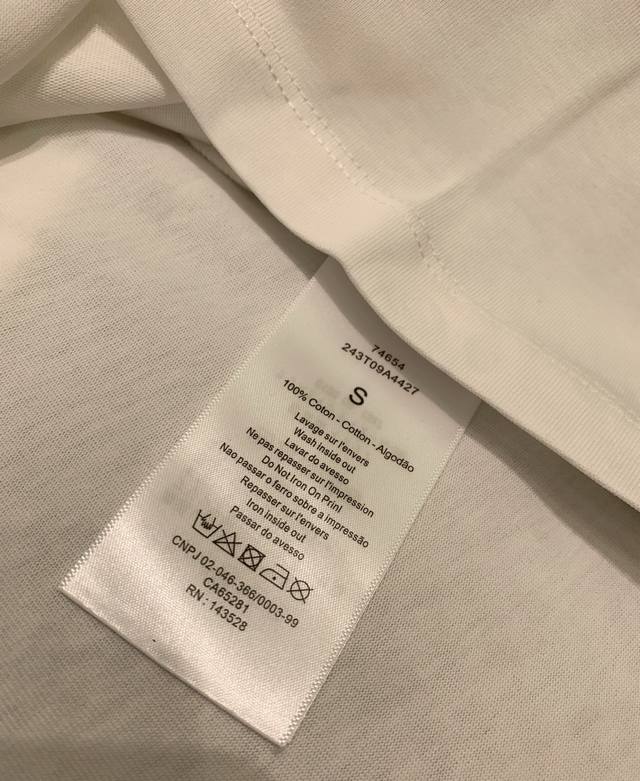 74654
243T09A4427
S
100% Coton - Cotton - Algodão
Lavage sur l'envers
Wash inside out
Lavar do avesso
Ne pas repasser sur l'impression
Do Not Iron On Print
Nao passar o ferro sobre a impressão
Repasser sur l'envers
Iron inside out
Passar do avesso
CNPJ 02-046-366/0003-99
CA65281
RN : 143528